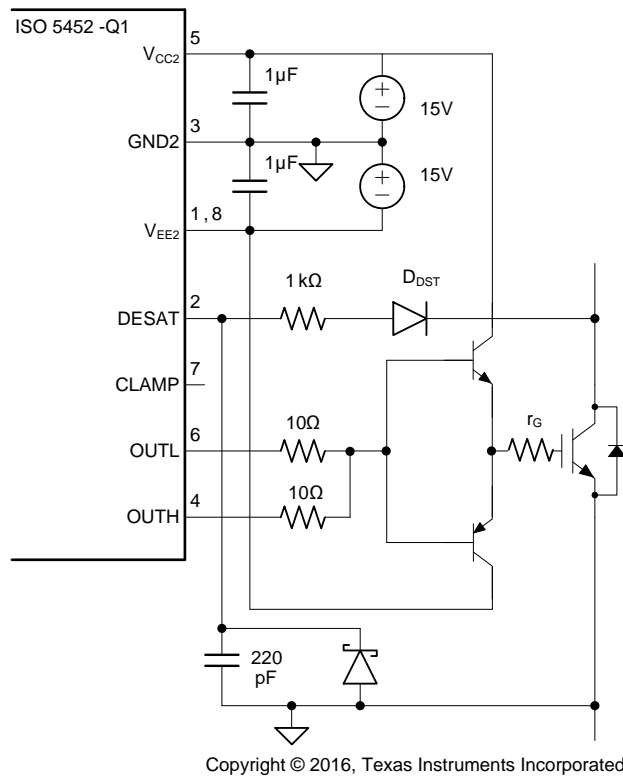 ISO 5452 -Q1
5
VCC2
1µF
15V
3
GND2
1µF
15V
1 , 8
VEE2
2
DESAT
1 kΩ
DDST
7
CLAMP
6
OUTL
10Ω
rG
4
OUTH
10Ω
220
pF
Copyright © 2016, Texas Instruments Incorporated